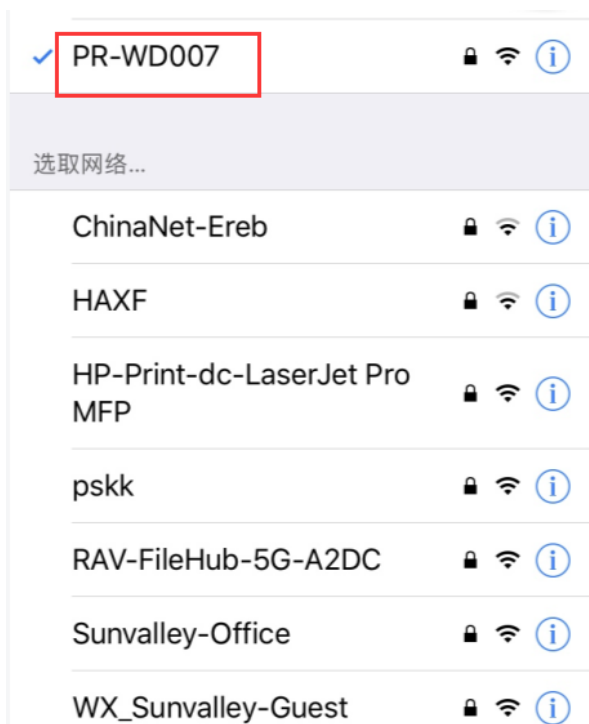 PR-WD007
选取网络...
ChinaNet-Ereb
HAXF
HP-Print-dc-LaserJet Pro
MFP
pskk
RAV-FileHub-5G-A2DC
Sunvalley-Office
WX_Sunvalley-Guest